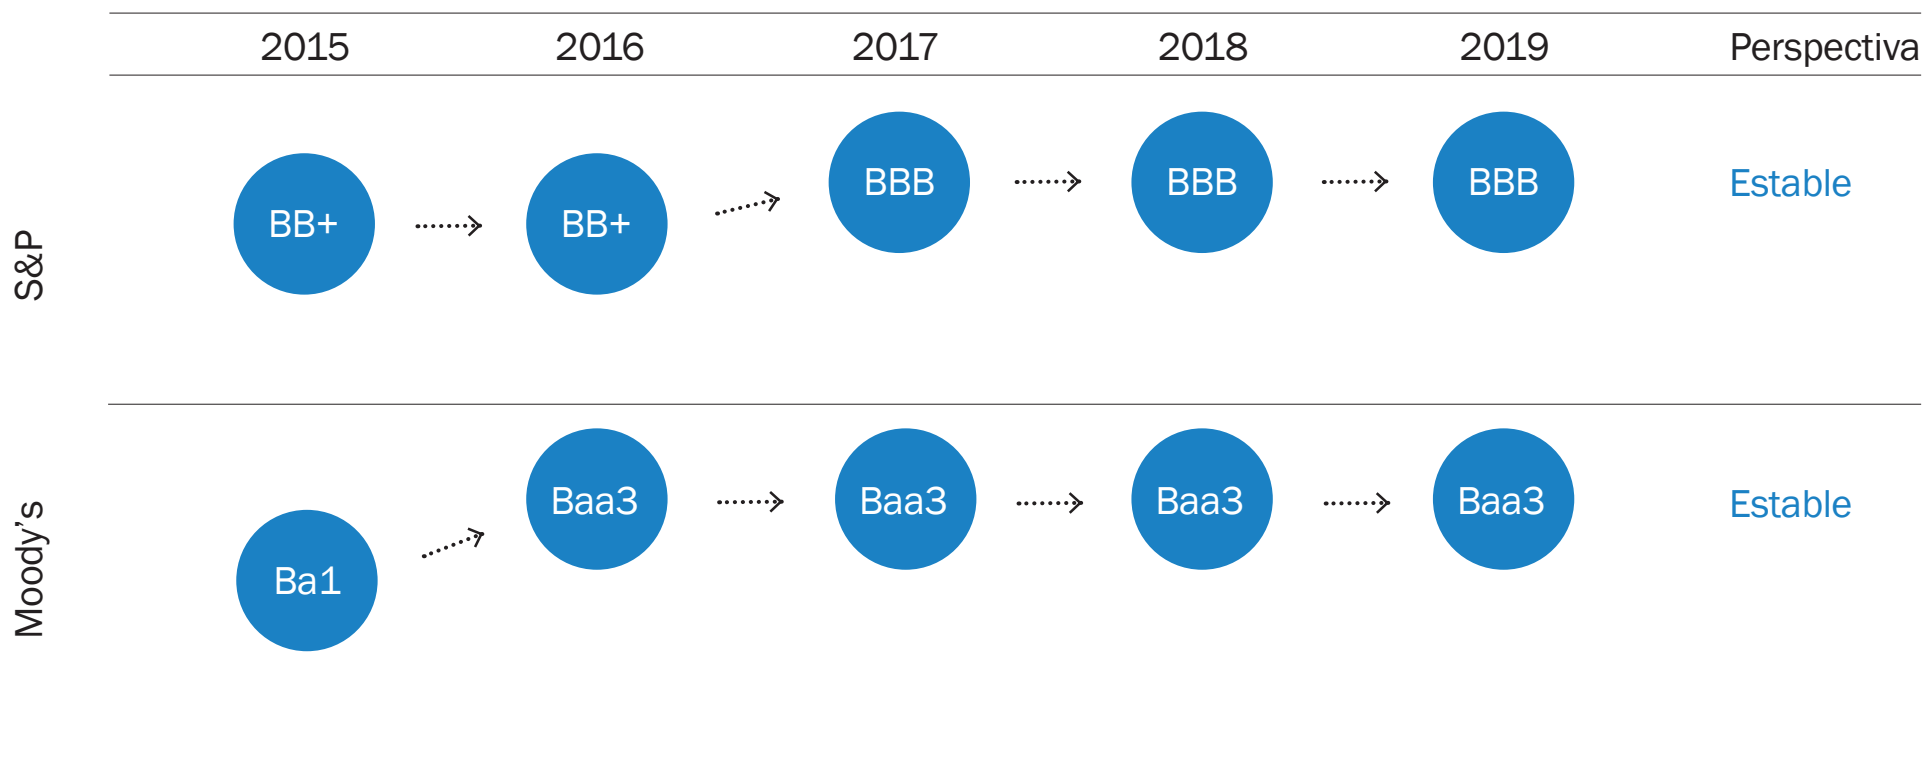 2015 2016 2017 2018 2019 Perspectiva
S&P
BB+ BB+ BBB BBB BBB Estable
Moody's
Ba1 Baa3 Baa3 Baa3 Baa3 Estable